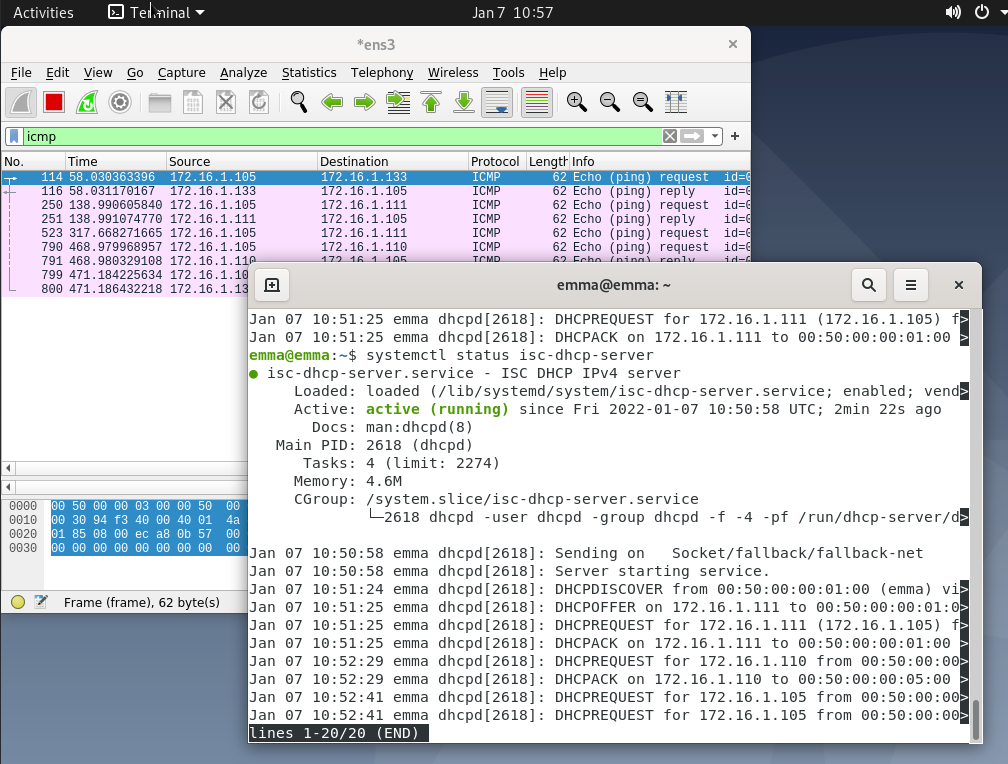 Activities Terminal Jan 7 10:57
*ens3
File Edit View Go Capture Analyze Statistics Telephony Wireless Tools Help
icmp
No. Time Source Destination Protocol Length Info
114 58.030363396 172.16.1.105 172.16.1.133 ICMP 62 Echo (ping) request id=0
116 58.031170167 172.16.1.133 172.16.1.105 ICMP 62 Echo (ping) reply id=0
250 138.990605840 172.16.1.105 172.16.1.111 ICMP 62 Echo (ping) request id=0
251 138.991074770 172.16.1.111 172.16.1.105 ICMP 62 Echo (ping) reply id=0
523 317.668271665 172.16.1.105 172.16.1.111 ICMP 62 Echo (ping) request id=0
790 468.979968957 172.16.1.105 172.16.1.110 ICMP 62 Echo (ping) request id=0
791 468.980329108 172.16.1.110 172.16.1.105 ICMP 62 Echo (ping) reply id=0
799 471.184225634 172.16.1.10
800 471.186432218 172.16.1.13
0000 00 50 00 00 03 00 00 50 00
0010 00 30 94 f3 40 00 40 01 4a
0020 01 85 08 00 ec a8 0b 57 00
0030 00 00 00 00 00 00 00 00 00
Frame (frame), 62 byte(s)
emma@emma: ~
Jan 07 10:51:25 emma dhcpd[2618]: DHCPREQUEST for 172.16.1.111 (172.16.1.105) f>
Jan 07 10:51:25 emma dhcpd[2618]: DHCPACK on 172.16.1.111 to 00:50:00:00:01:00 >
emma@emma:~$ systemctl status isc-dhcp-server
● isc-dhcp-server.service - ISC DHCP IPv4 server
Loaded: loaded (/lib/systemd/system/isc-dhcp-server.service; enabled; vend>
Active: active (running) since Fri 2022-01-07 10:50:58 UTC; 2min 22s ago
Docs: man:dhcpd(8)
Main PID: 2618 (dhcpd)
Tasks: 4 (limit: 2274)
Memory: 4.6M
CGroup: /system.slice/isc-dhcp-server.service
└─2618 dhcpd -user dhcpd -group dhcpd -f -4 -pf /run/dhcp-server/d>
Jan 07 10:50:58 emma dhcpd[2618]: Sending on   Socket/fallback/fallback-net
Jan 07 10:50:58 emma dhcpd[2618]: Server starting service.
Jan 07 10:51:24 emma dhcpd[2618]: DHCPDISCOVER from 00:50:00:00:01:00 (emma) vi>
Jan 07 10:51:25 emma dhcpd[2618]: DHCPOFFER on 172.16.1.111 to 00:50:00:00:01:0>
Jan 07 10:51:25 emma dhcpd[2618]: DHCPREQUEST for 172.16.1.111 (172.16.1.105) f>
Jan 07 10:51:25 emma dhcpd[2618]: DHCPACK on 172.16.1.111 to 00:50:00:00:01:00 >
Jan 07 10:52:29 emma dhcpd[2618]: DHCPREQUEST for 172.16.1.110 from 00:50:00:00>
Jan 07 10:52:29 emma dhcpd[2618]: DHCPACK on 172.16.1.110 to 00:50:00:00:05:00 >
Jan 07 10:52:41 emma dhcpd[2618]: DHCPREQUEST for 172.16.1.105 from 00:50:00:00>
Jan 07 10:52:41 emma dhcpd[2618]: DHCPREQUEST for 172.16.1.105 from 00:50:00:00>
lines 1-20/20 (END)